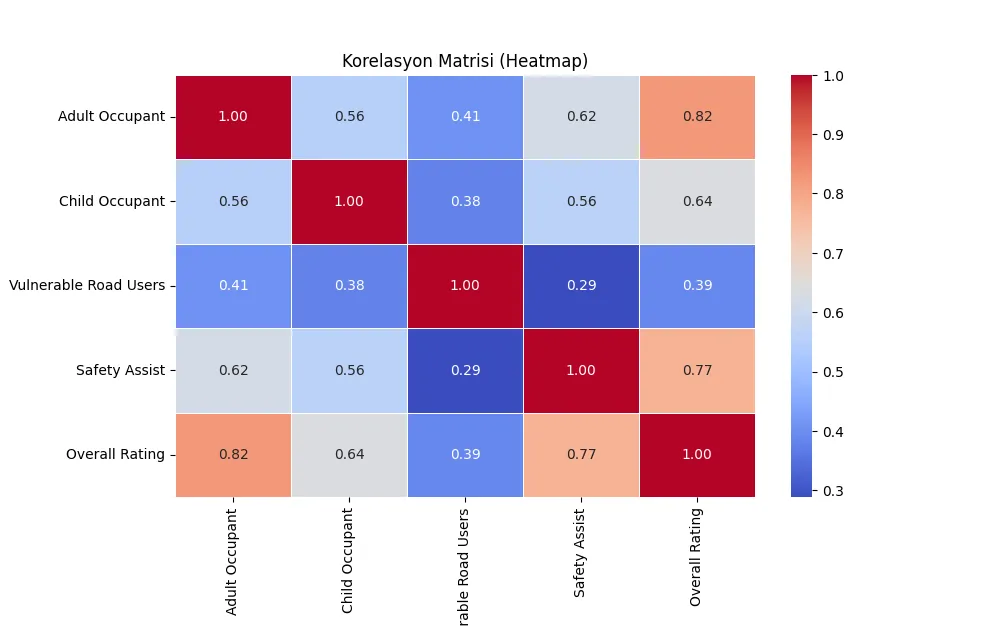 Korelasyon Matrisi (Heatmap)
Adult Occupant 1.00 0.56 0.41 0.62 0.82
Child Occupant 0.56 1.00 0.38 0.56 0.64
Vulnerable Road Users 0.41 0.38 1.00 0.29 0.39
Safety Assist 0.62 0.56 0.29 1.00 0.77
Overall Rating 0.82 0.64 0.39 0.77 1.00
Adult Occupant
Child Occupant
rable Road Users
Safety Assist
Overall Rating
1.0
0.9
0.8
0.7
0.6
0.5
0.4
0.3